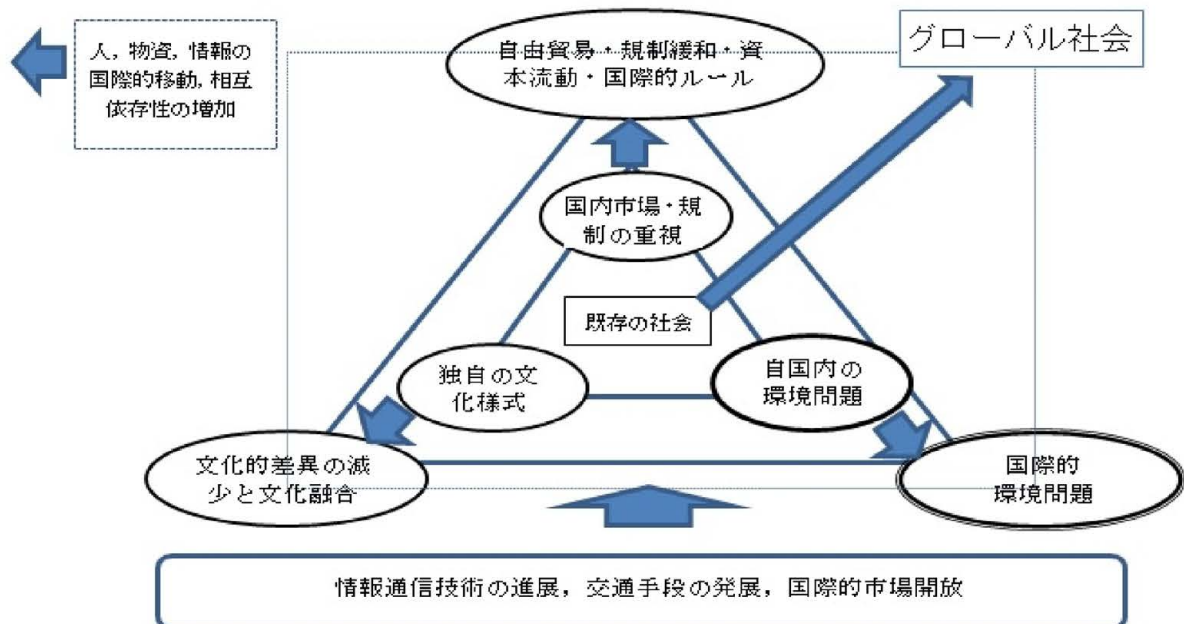 人，物資，情報の
国際的移動，相互
依存性の増加
自由貿易・規制緩和・資
本流動・国際的ルール
グローバル社会
国内市場・規
制の重視
既存の社会
独自の文
化様式
自国内の
環境問題
文化的差異の減
少と文化融合
国際的
環境問題
情報通信技術の進展，交通手段の発展，国際的市場開放